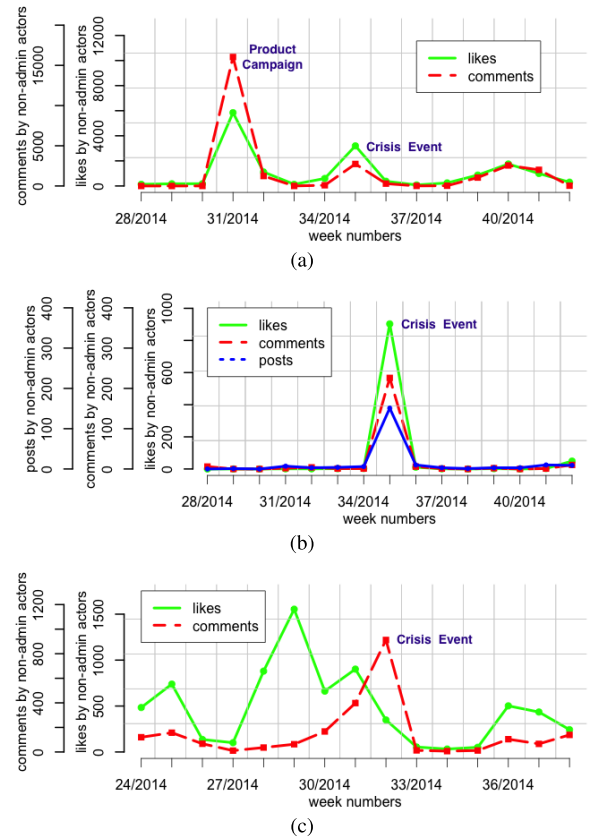 comments by non-admin actors
0 5000 15000
likes by non-admin actors
0 4000 8000 12000
Product
Campaign
Crisis Event
likes
comments
28/2014 31/2014 34/2014 37/2014 40/2014
week numbers
(a)
posts by non-admin actors
0 100 200 300 400
comments by non-admin actors
0 100 200 300 400
likes by non-admin actors
0 200 600 1000
likes
comments
posts
Crisis Event
28/2014 31/2014 34/2014 37/2014 40/2014
week numbers
(b)
comments by non-admin actors
0 400 800 1200
likes by non-admin actors
0 500 1000 1500
likes
comments
Crisis Event
24/2014 27/2014 30/2014 33/2014 36/2014
week numbers
(c)